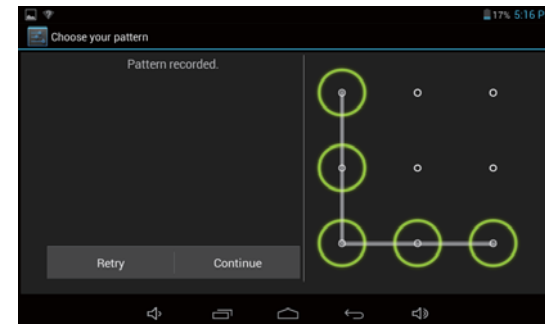 17% 5:16 P
Choose your pattern
Pattern recorded.
Retry
Continue